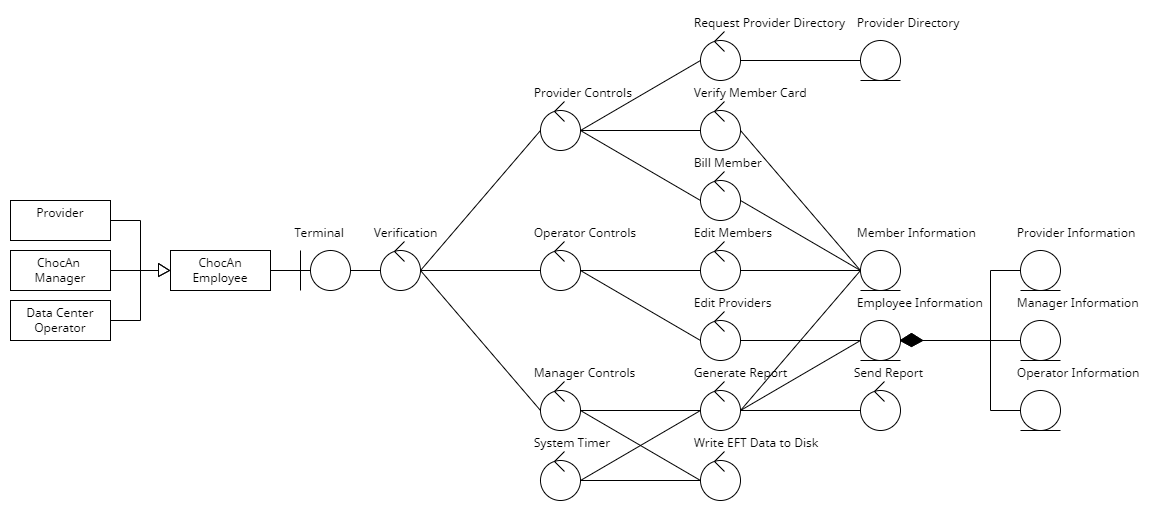 Request Provider Directory
Provider Directory
Provider Controls
Verify Member Card
Bill Member
Provider
ChocAn
Manager
Data Center
Operator
ChocAn
Employee
Terminal
Verification
Operator Controls
Edit Members
Member Information
Provider Information
Edit Providers
Employee Information
Manager Information
Manager Controls
Generate Report
Send Report
Operator Information
System Timer
Write EFT Data to Disk